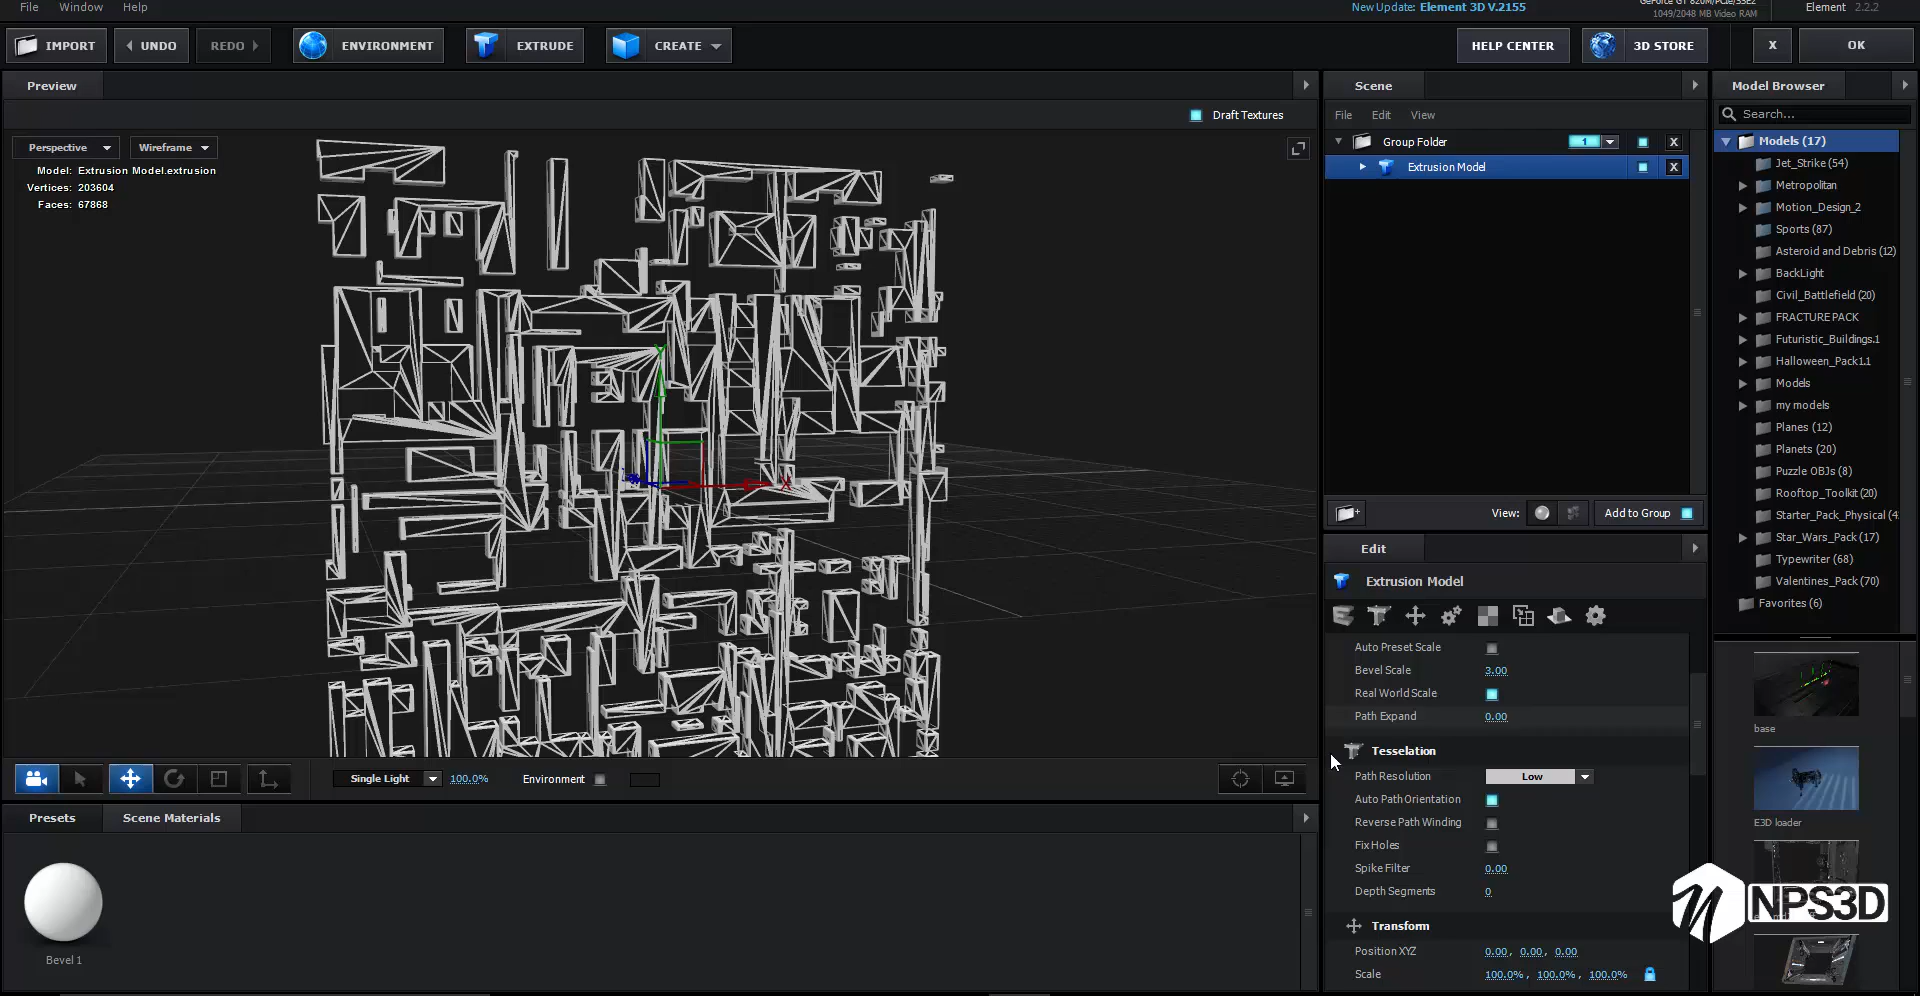 File Window Help
New Update: Element 3D V.2155
GeForce GT 820M/PCIe/SSE2
1049/2048 MB Video RAM
Element 2.2.2
IMPORT
UNDO
REDO
ENVIRONMENT
EXTRUDE
CREATE
HELP CENTER
3D STORE
X
OK
Preview
Draft Textures
Perspective
Wireframe
Model: Extrusion Model.extrusion
Vertices: 203604
Faces: 67868
Y
X
Single Light
100.0%
Environment
Presets
Scene Materials
Bevel 1
Scene
File Edit View
Group Folder
1
X
Extrusion Model
X
View:
Add to Group
Edit
Extrusion Model
Auto Preset Scale
Bevel Scale 3.00
Real World Scale
Path Expand 0.00
Tesselation
Path Resolution Low
Auto Path Orientation
Reverse Path Winding
Fix Holes
Spike Filter 0.00
Depth Segments 0
Transform
Position XYZ 0.00, 0.00, 0.00
Scale 100.0%, 100.0%, 100.0%
Model Browser
Search...
Models (17)
Jet_Strike (54)
Metropolitan
Motion_Design_2
Sports (87)
Asteroid and Debris (12)
BackLight
Civil_Battlefield (20)
FRACTURE PACK
Futuristic_Buildings.1
Halloween_Pack1.1
Models
my models
Planes (12)
Planets (20)
Puzzle OBJs (8)
Rooftop_Toolkit (20)
Starter_Pack_Physical (4
Star_Wars_Pack (17)
Typewriter (68)
Valentines_Pack (70)
Favorites (6)
base
E3D loader
NPS3D